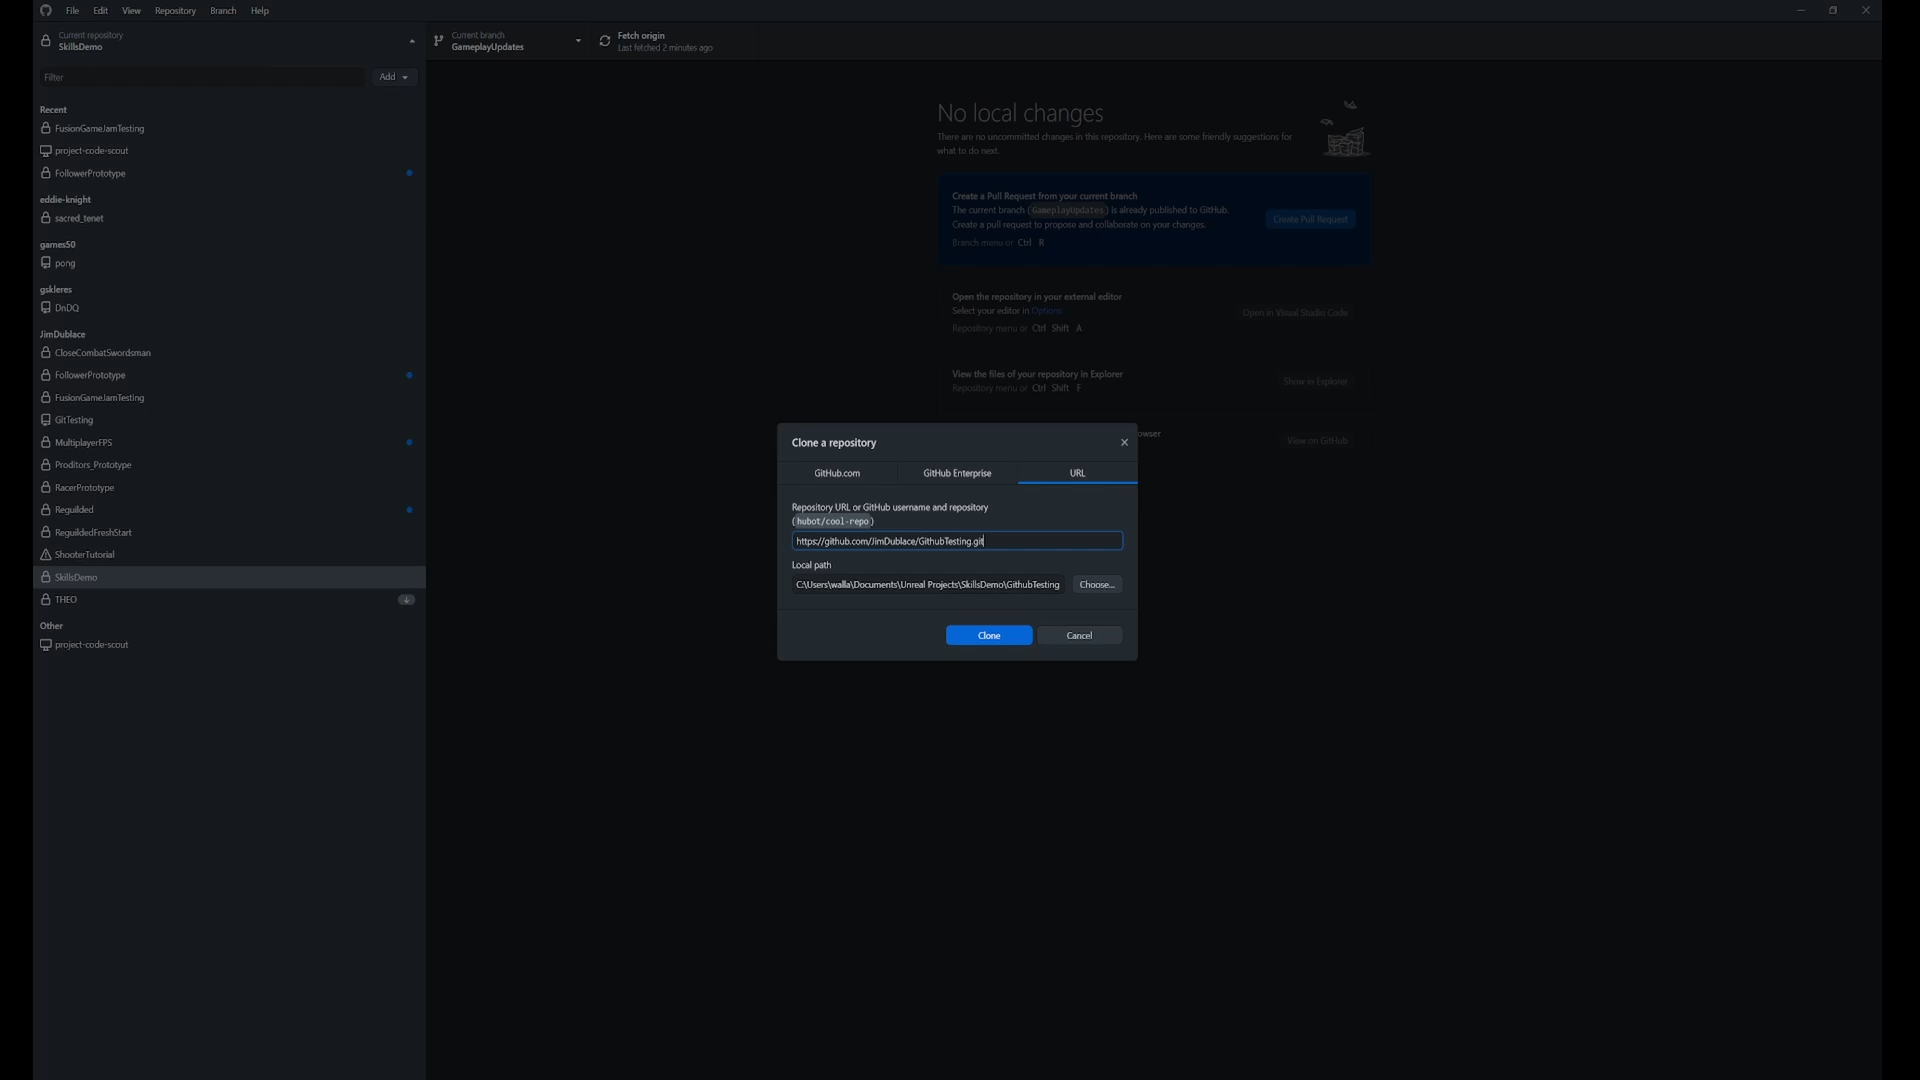 File Edit View Repository Branch Help
Current repository
SkillsDemo
Current branch
GameplayUpdates
Fetch origin
Last fetched 2 minutes ago
Filter
Add
Recent
FusionGameJamTesting
project-code-scout
FollowerPrototype
eddie-knight
sacred_tenet
games50
pong
gskleres
DnDQ
JimDublace
CloseCombatSwordsman
FollowerPrototype
FusionGameJamTesting
GitTesting
MultiplayerFPS
Proditors_Prototype
RacerPrototype
Reguilded
ReguildedFreshStart
ShooterTutorial
SkillsDemo
THEO
Other
project-code-scout
No local changes
There are no uncommitted changes in this repository. Here are some friendly suggestions for
what to do next.
Create a Pull Request from your current branch
The current branch (GameplayUpdates) is already published to GitHub.
Create a pull request to propose and collaborate on your changes.
Branch menu or Ctrl R
Create Pull Request
Open the repository in your external editor
Select your editor in Options
Repository menu or Ctrl Shift A
Open in Visual Studio Code
View the files of your repository in Explorer
Repository menu or Ctrl Shift F
Show in Explorer
owser
View on GitHub
Clone a repository
GitHub.com GitHub Enterprise URL
Repository URL or GitHub username and repository
(hubot/cool-repo)
https://github.com/JimDublace/GithubTesting.git
Local path
C:\Users\walla\Documents\Unreal Projects\SkillsDemo\GithubTesting
Choose...
Clone Cancel